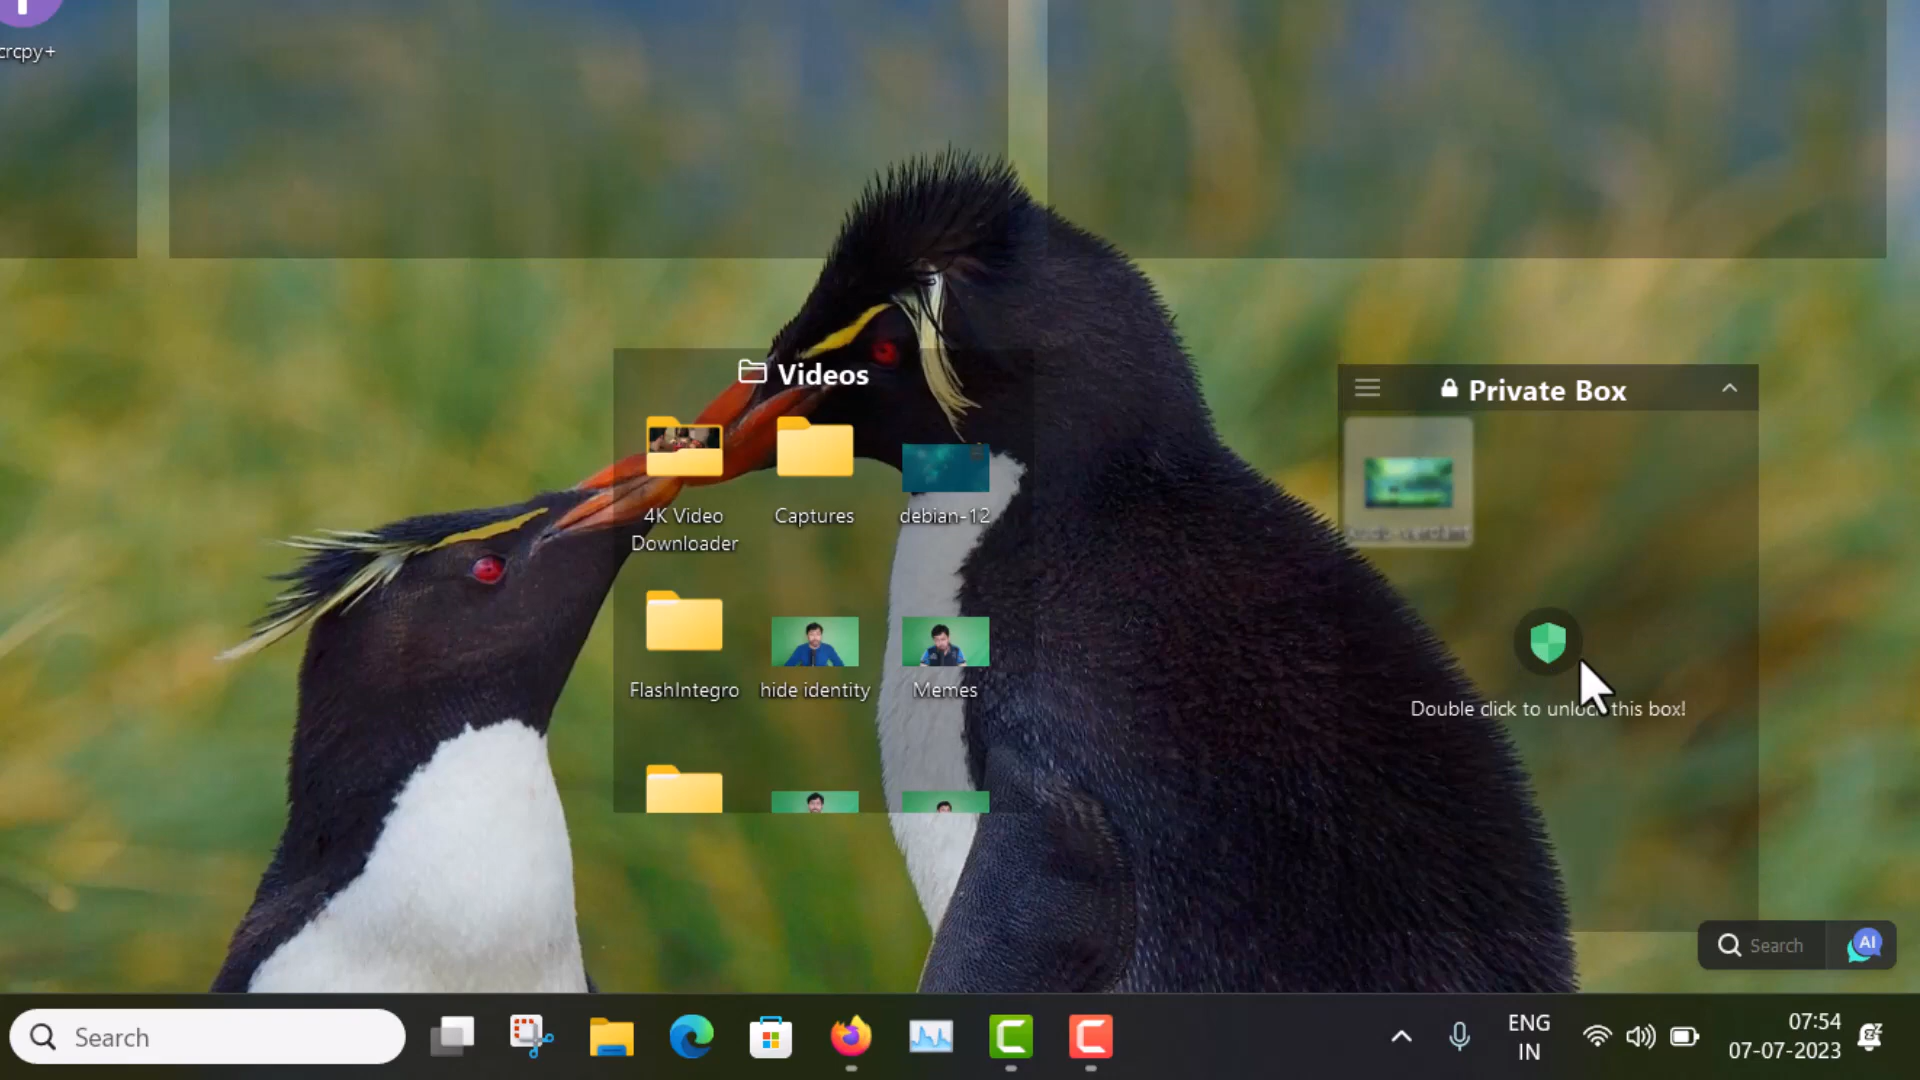 crcpy+
Videos
4K Video
Downloader
Captures
debian-12
FlashIntegro
hide identity
Memes
Private Box
Double click to unlock this box!
Search
AI
Search
ENG
IN
07:54
07-07-2023